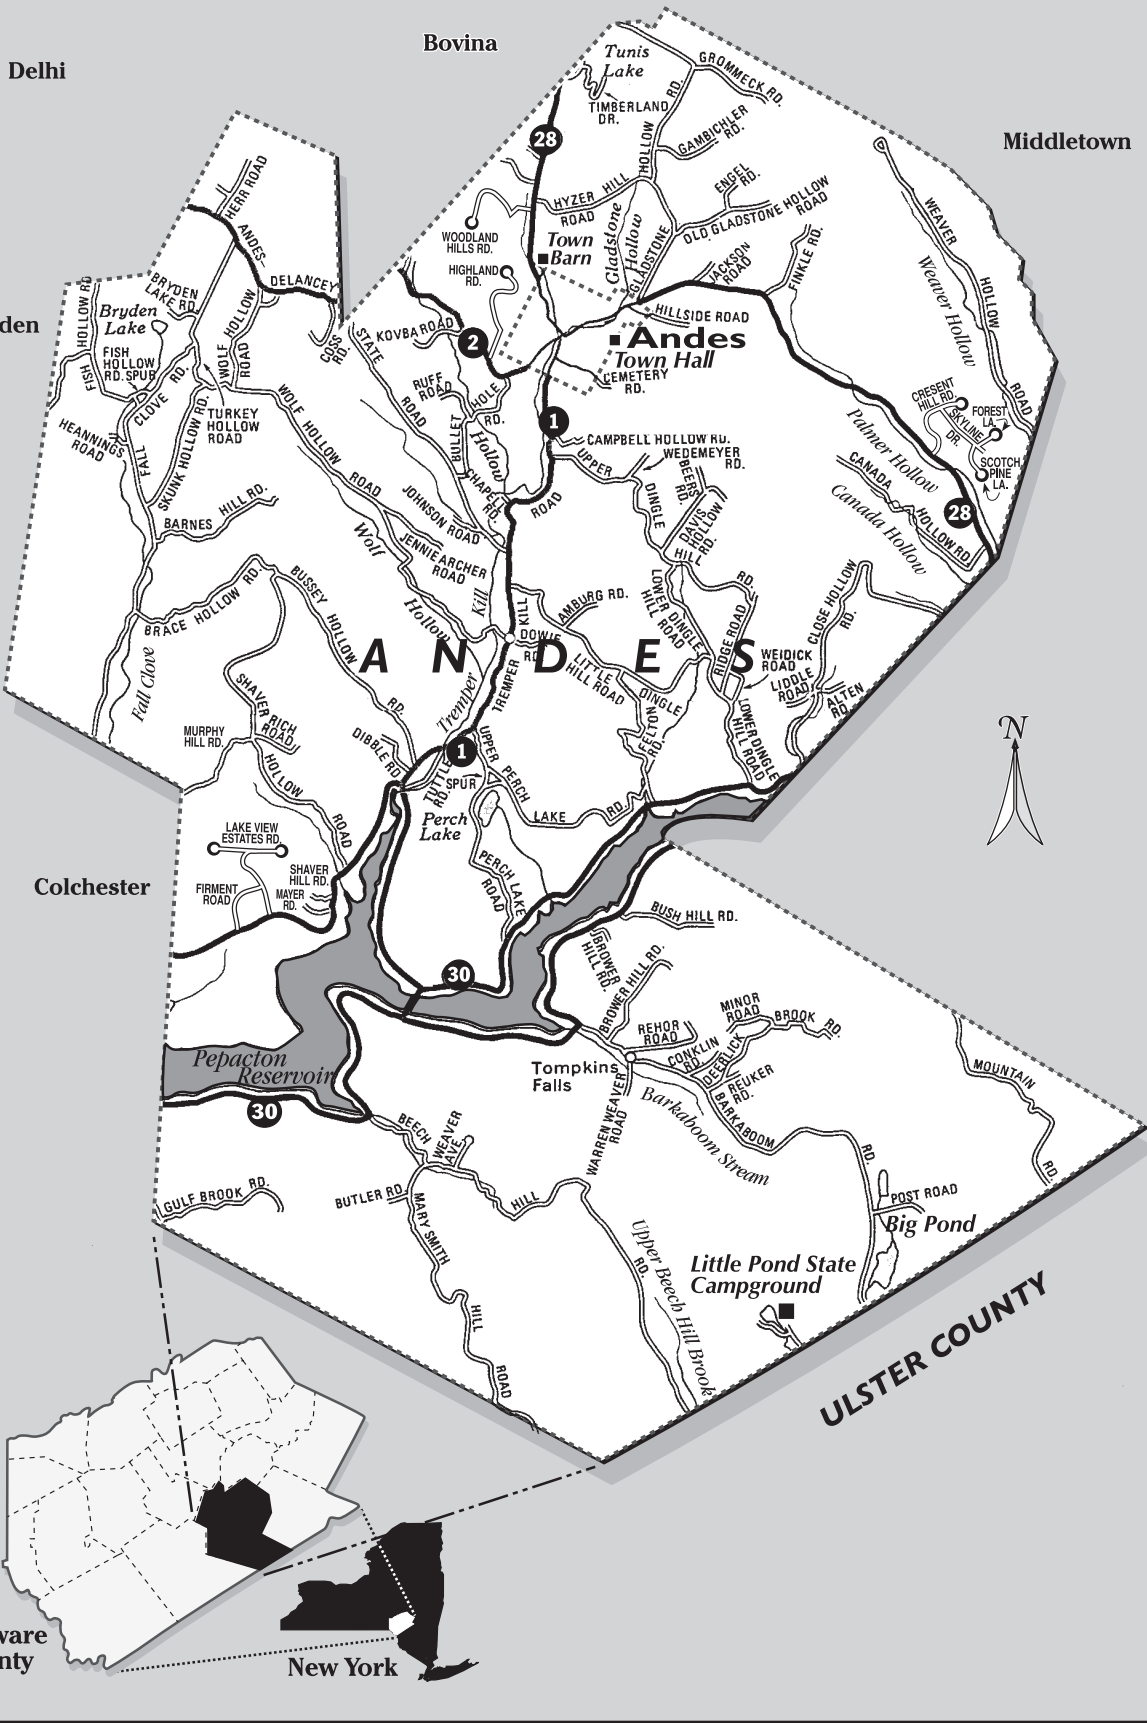 Bovina
Delhi
Middletown
den
Colchester
ULSTER COUNTY
Tunis
Lake
GROMMECK RD.
TIMBERLAND
DR.
28
HOLLOW
RD.
GAMBICHLER
RD.
ENGEL
RD.
HYZER HILL
ROAD
OLD GLADSTONE HOLLOW
ROAD
WOODLAND
HILLS RD.
Town
Barn
Gladstone
Hollow
GLADSTONE
HIGHLAND
RD.
JACKSON
ROAD
FINKLE RD.
HILLSIDE ROAD
Andes
Town Hall
CEMETERY
RD.
WEAVER
HOLLOW
ROAD
Weaver Hollow
HERR ROAD
ANDES-
DELANCEY
BRYDEN
LAKE RD.
Bryden
Lake
FISH
HOLLOW RD
FISH
HOLLOW
RD. SPUR
WOLF
HOLLOW
ROAD
COSS
RD.
STATE
ROAD
KOVBA ROAD
2
RUFF
ROAD
BULLET
HOLE
RD.
Hollow
1
FALL
CLOVE
RD.
TURKEY
HOLLOW
ROAD
SKUNK HOLLOW RD.
HEANNINGS
ROAD
WOLF
HOLLOW
ROAD
CAMPBELL HOLLOW RD.
WEDEMEYER
RD.
UPPER
DINGLE
HILL
RD.
BEERS
RD.
DAVIS
HOLLOW
RD.
CRESENT
HILL RD.
SKYLINE
DR.
FOREST
LA.
SCOTCH
PINE
LA.
Palmer Hollow
CANADA
HOLLOW RD.
Canada Hollow
28
BARNES
HILL RD.
JOHNSON ROAD
CHAPELL
RD.
ROAD
JENNIE ARCHER
ROAD
Wolf
Hollow
Kill
BRACE HOLLOW RD.
BUSSEY
HOLLOW
RD.
KILL
AMBURG RD.
DOWIE
RD.
LITTLE
HILL ROAD
DINGLE
LOWER DINGLE
HILL ROAD
RIDGE ROAD
CLOSE HOLLOW
RD.
WEIDICK
ROAD
LIDDLE
ROAD
ALTEN
RD.
ANDES
Fall Clove
Tremper
TREMPER
SHAVER
HOLLOW
ROAD
RICH
ROAD
MURPHY
HILL RD.
DIBBLE RD.
1
TUTTLE
RD.
UPPER
PERCH
LAKE
RD.
SPUR
Perch
Lake
FELTON
RD.
LOWER DINGLE
HILL ROAD
N
PERCH LAKE
ROAD
LAKE VIEW
ESTATES RD.
FIRMENT
ROAD
SHAVER
HILL RD.
MAYER
RD.
30
BUSH HILL RD.
BROWER
HILL RD.
BROWER HILL RD.
REHOR
ROAD
MINOR
ROAD
BROOK
RD.
CONKLIN
RD.
DEERLICK
REUKER
RD.
Tompkins
Falls
Pepacton
Reservoir
30
Barkaboom Stream
BARKABOOM
RD.
MOUNTAIN
RD.
WARREN WEAVER
ROAD
BEECH
HILL
RD.
WEAVER
AVE.
GULF BROOK RD.
BUTLER RD
MARY SMITH
HILL
ROAD
Upper Beech Hill Brook
POST ROAD
Big Pond
Little Pond State
Campground
ware
nty
New York